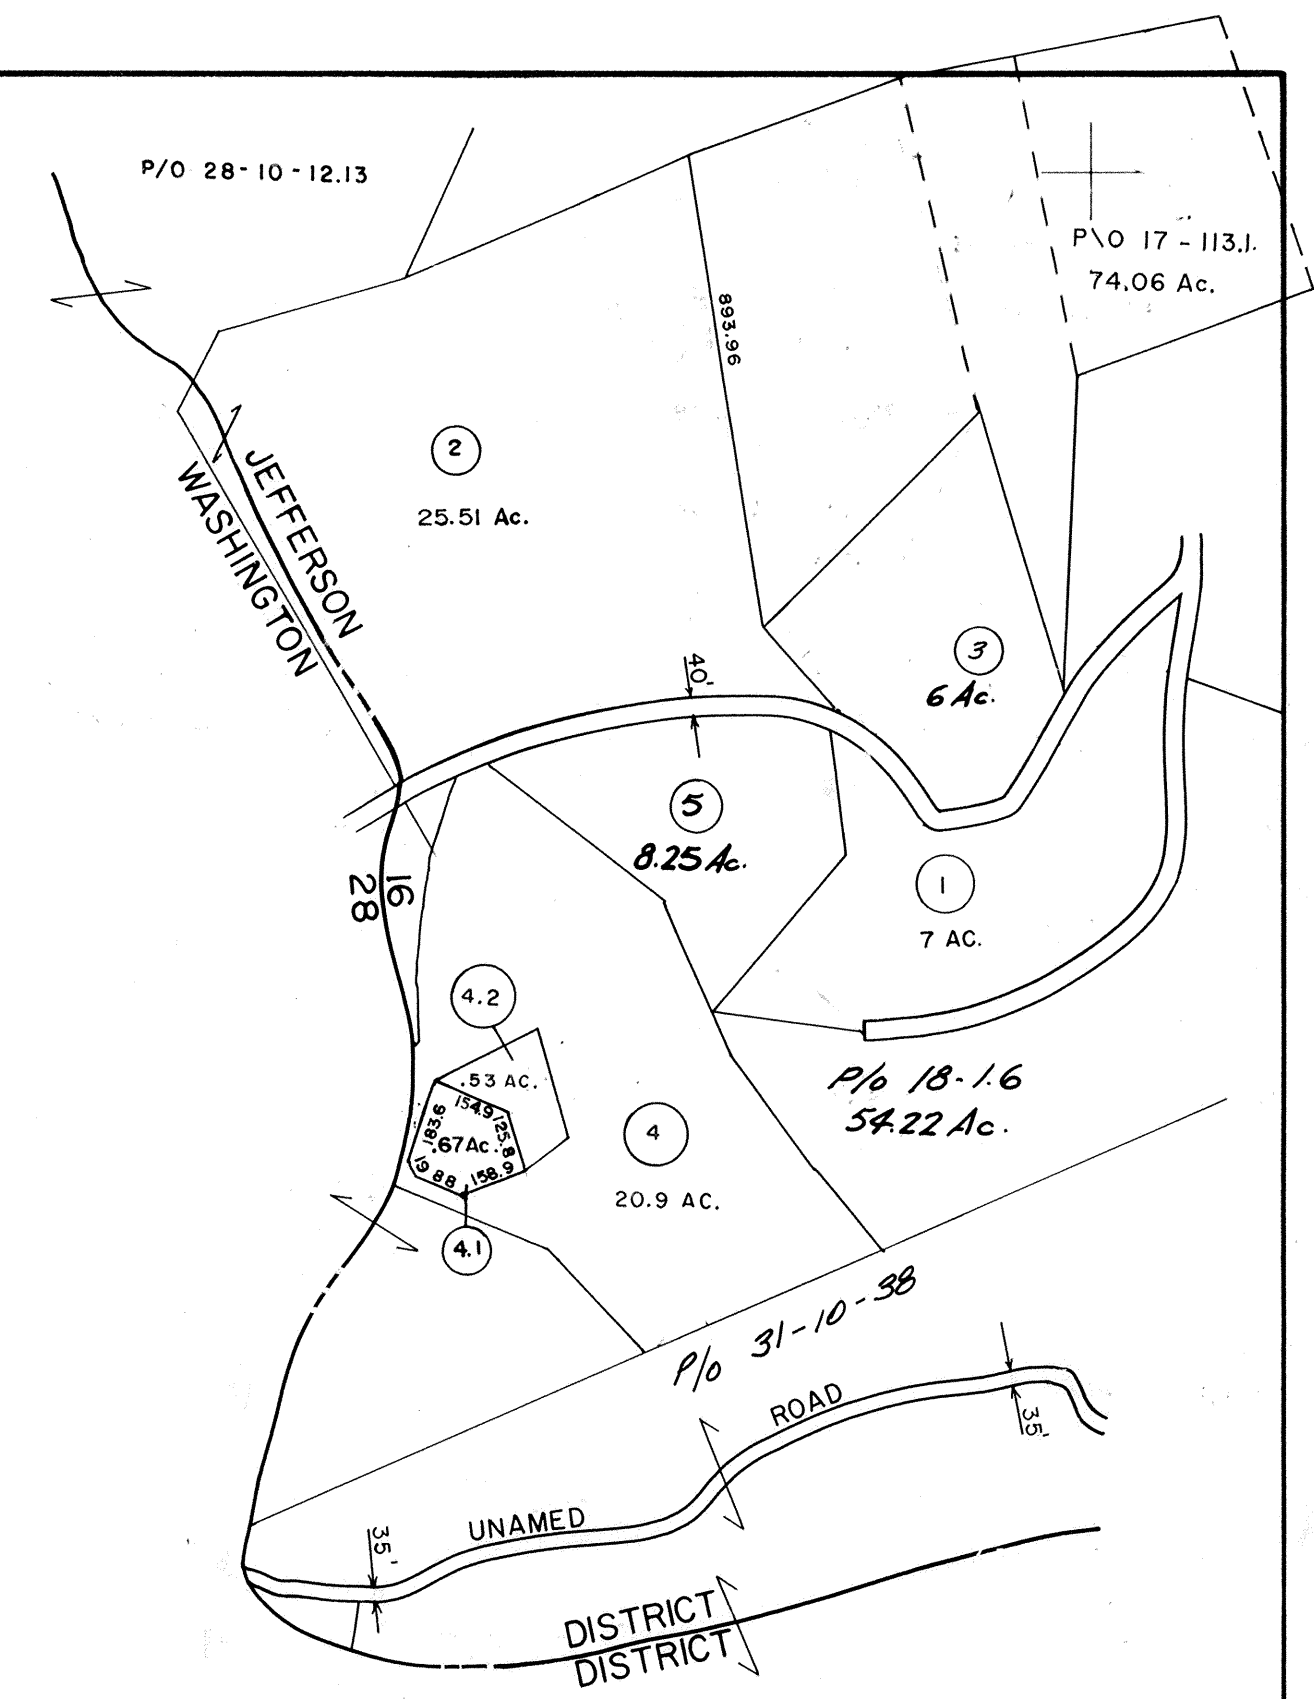 P/O 28-10-12.13
P\O 17-113.1.
74.06 Ac.
893.96
2
25.51 Ac.
JEFFERSON
WASHINGTON
3
6 Ac.
40'
5
8.25 Ac.
16
28
1
7 AC.
4.2
.53 AC.
154.9
125.8
183.6
.67 Ac.
19 88
158.9
4.1
4
20.9 AC.
P/o 18-1.6
54.22 Ac.
P/o 31-10-38
ROAD
35'
UNAMED
35'
DISTRICT
DISTRICT